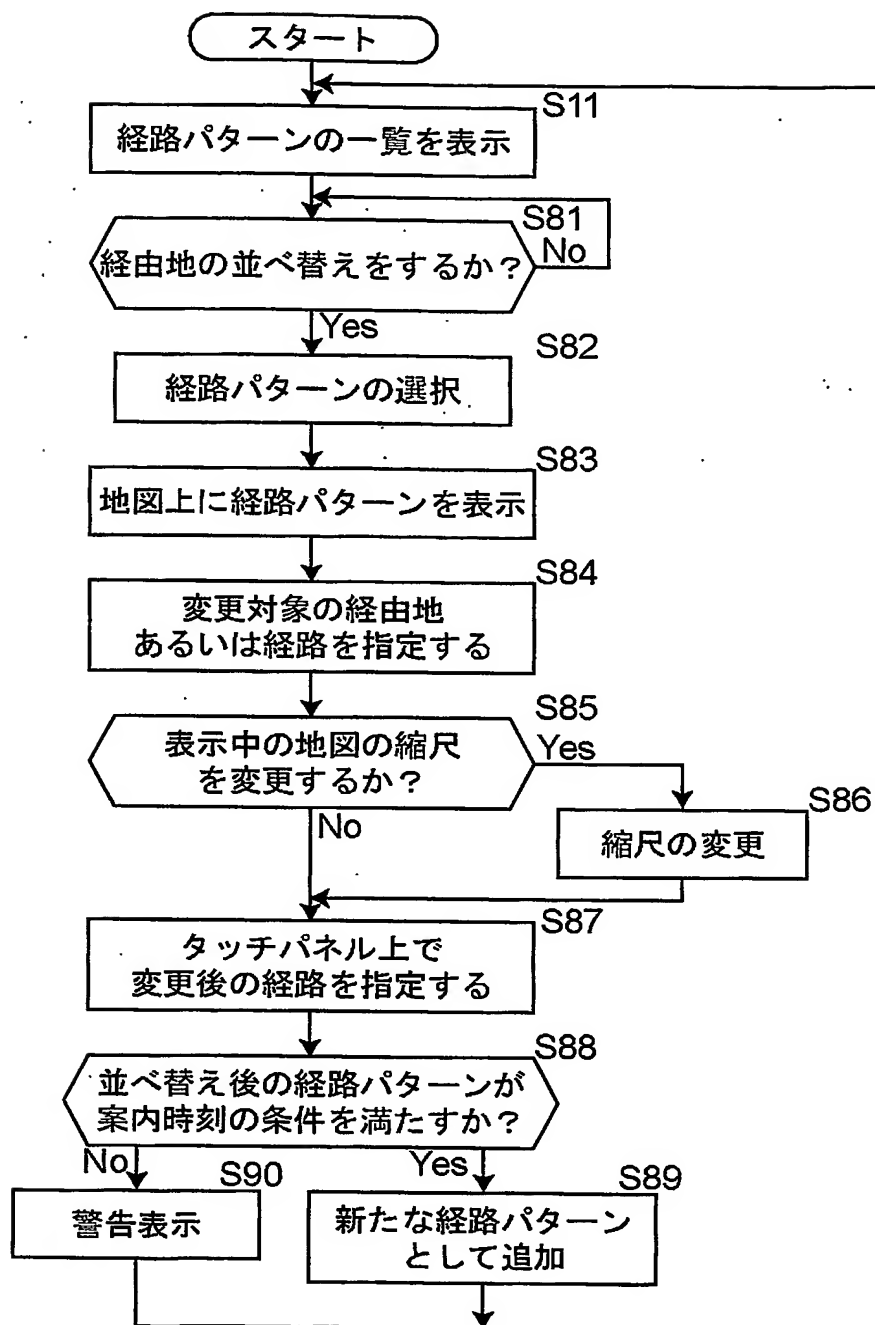 スタート
S11
経路パターンの一覧を表示
S81
経由地の並べ替えをするか？
No
Yes
S82
経路パターンの選択
S83
地図上に経路パターンを表示
S84
変更対象の経由地
あるいは経路を指定する
S85
表示中の地図の縮尺
を変更するか？
Yes
No
S86
縮尺の変更
S87
タッチパネル上で
変更後の経路を指定する
S88
並べ替え後の経路パターンが
案内時刻の条件を満たすか？
No
S90
Yes
S89
警告表示
新たな経路パターン
として追加